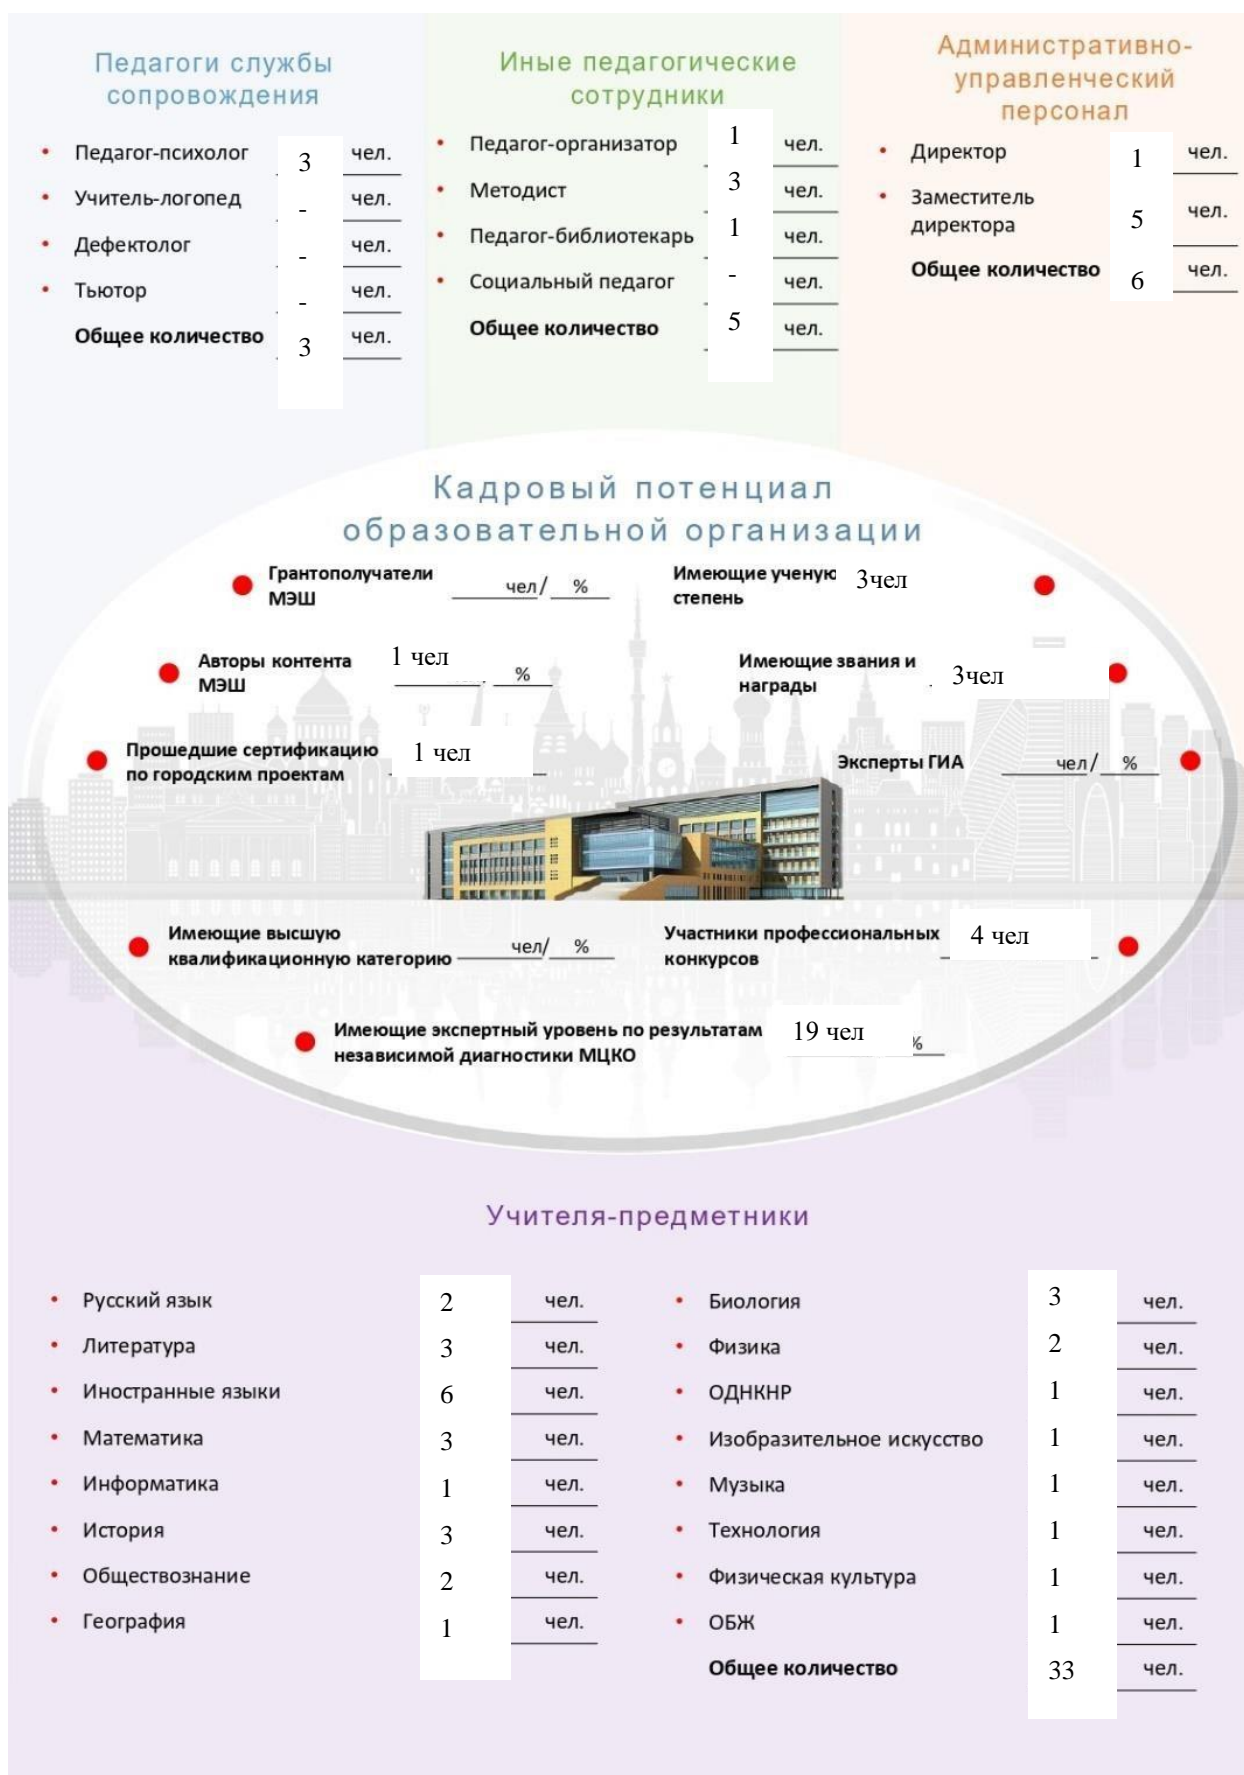 Педагоги службы
сопровождения
• Педагог-психолог 3 чел.
• Учитель-логопед - чел.
• Дефектолог - чел.
• Тьютор - чел.
Общее количество 3 чел.
Иные педагогические
сотрудники
• Педагог-организатор 1 чел.
• Методист 3 чел.
• Педагог-библиотекарь 1 чел.
• Социальный педагог - чел.
Общее количество 5 чел.
Административно-
управленческий
персонал
• Директор 1 чел.
• Заместитель
директора 5 чел.
Общее количество 6 чел.
Кадровый потенциал
образовательной организации
Грантополучатели
МЭШ чел/ %
Имеющие ученую 3чел
степень
Авторы контента 1 чел
МЭШ %
Имеющие звания и
награды 3чел
Прошедшие сертификацию 1 чел
по городским проектам
Эксперты ГИА чел/ %
Имеющие высшую
квалификационную категорию чел/ %
Участники профессиональных 4 чел
конкурсов
Имеющие экспертный уровень по результатам 19 чел
независимой диагностики МЦКО %
Учителя-предметники
• Русский язык 2 чел.
• Литература 3 чел.
• Иностранные языки 6 чел.
• Математика 3 чел.
• Информатика 1 чел.
• История 3 чел.
• Обществознание 2 чел.
• География 1 чел.
• Биология 3 чел.
• Физика 2 чел.
• ОДНКНР 1 чел.
• Изобразительное искусство 1 чел.
• Музыка 1 чел.
• Технология 1 чел.
• Физическая культура 1 чел.
• ОБЖ 1 чел.
Общее количество 33 чел.